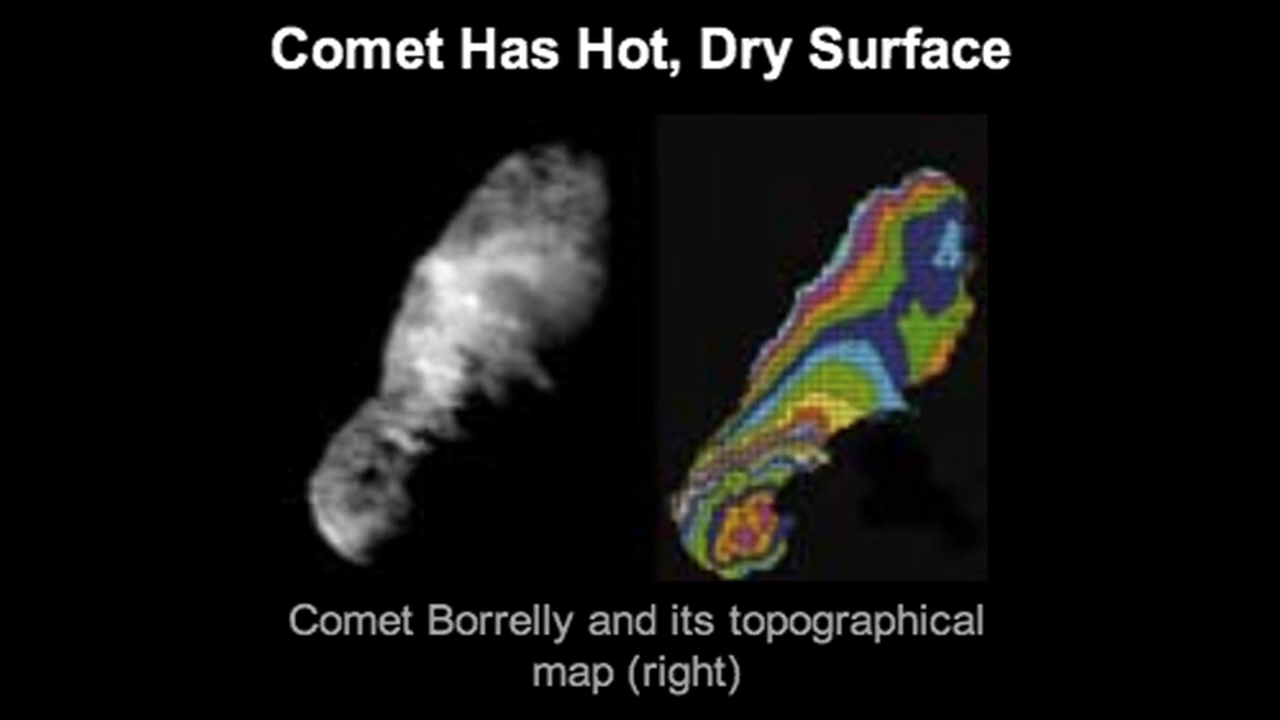 Comet Has Hot, Dry Surface
Comet Borrelly and its topographical
map (right)